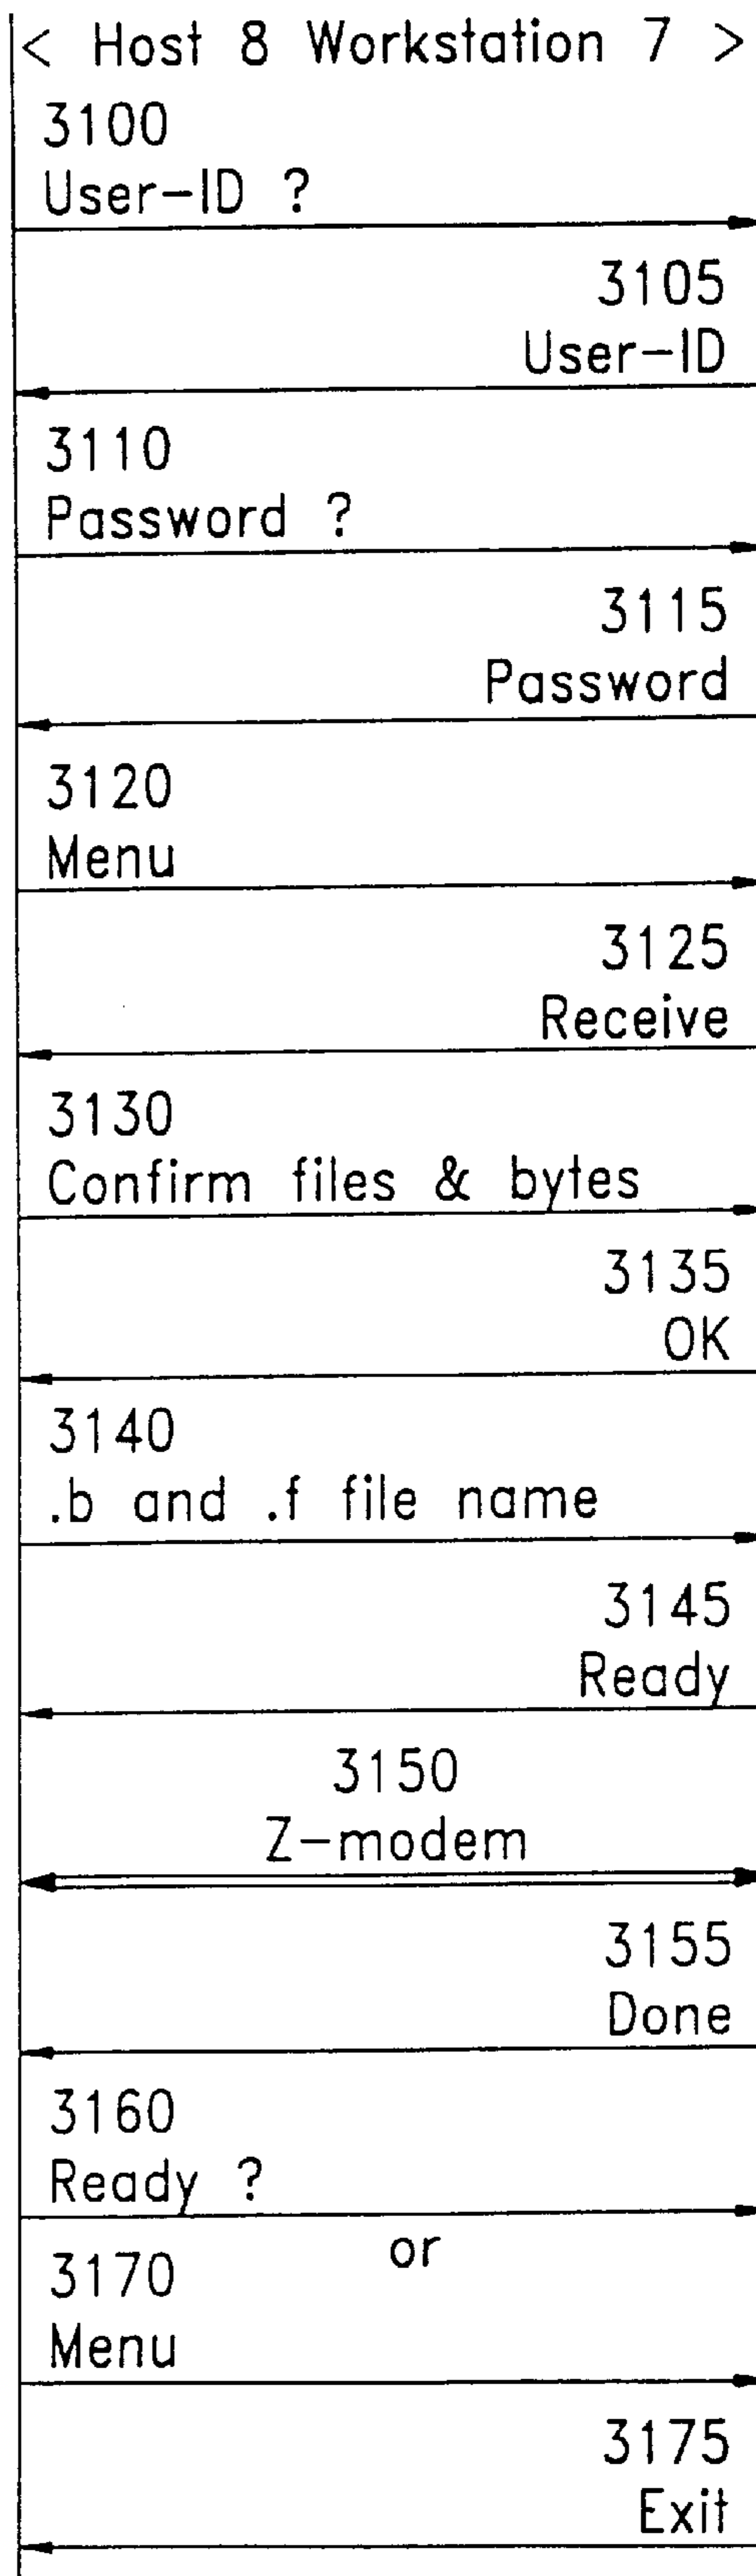 < Host 8 Workstation 7 >
3100
User-ID ?
3105
User-ID
3110
Password ?
3115
Password
3120
Menu
3125
Receive
3130
Confirm files & bytes
3135
OK
3140
.b and .f file name
3145
Ready
3150
Z-modem
3155
Done
3160
Ready ?
or
3170
Menu
3175
Exit